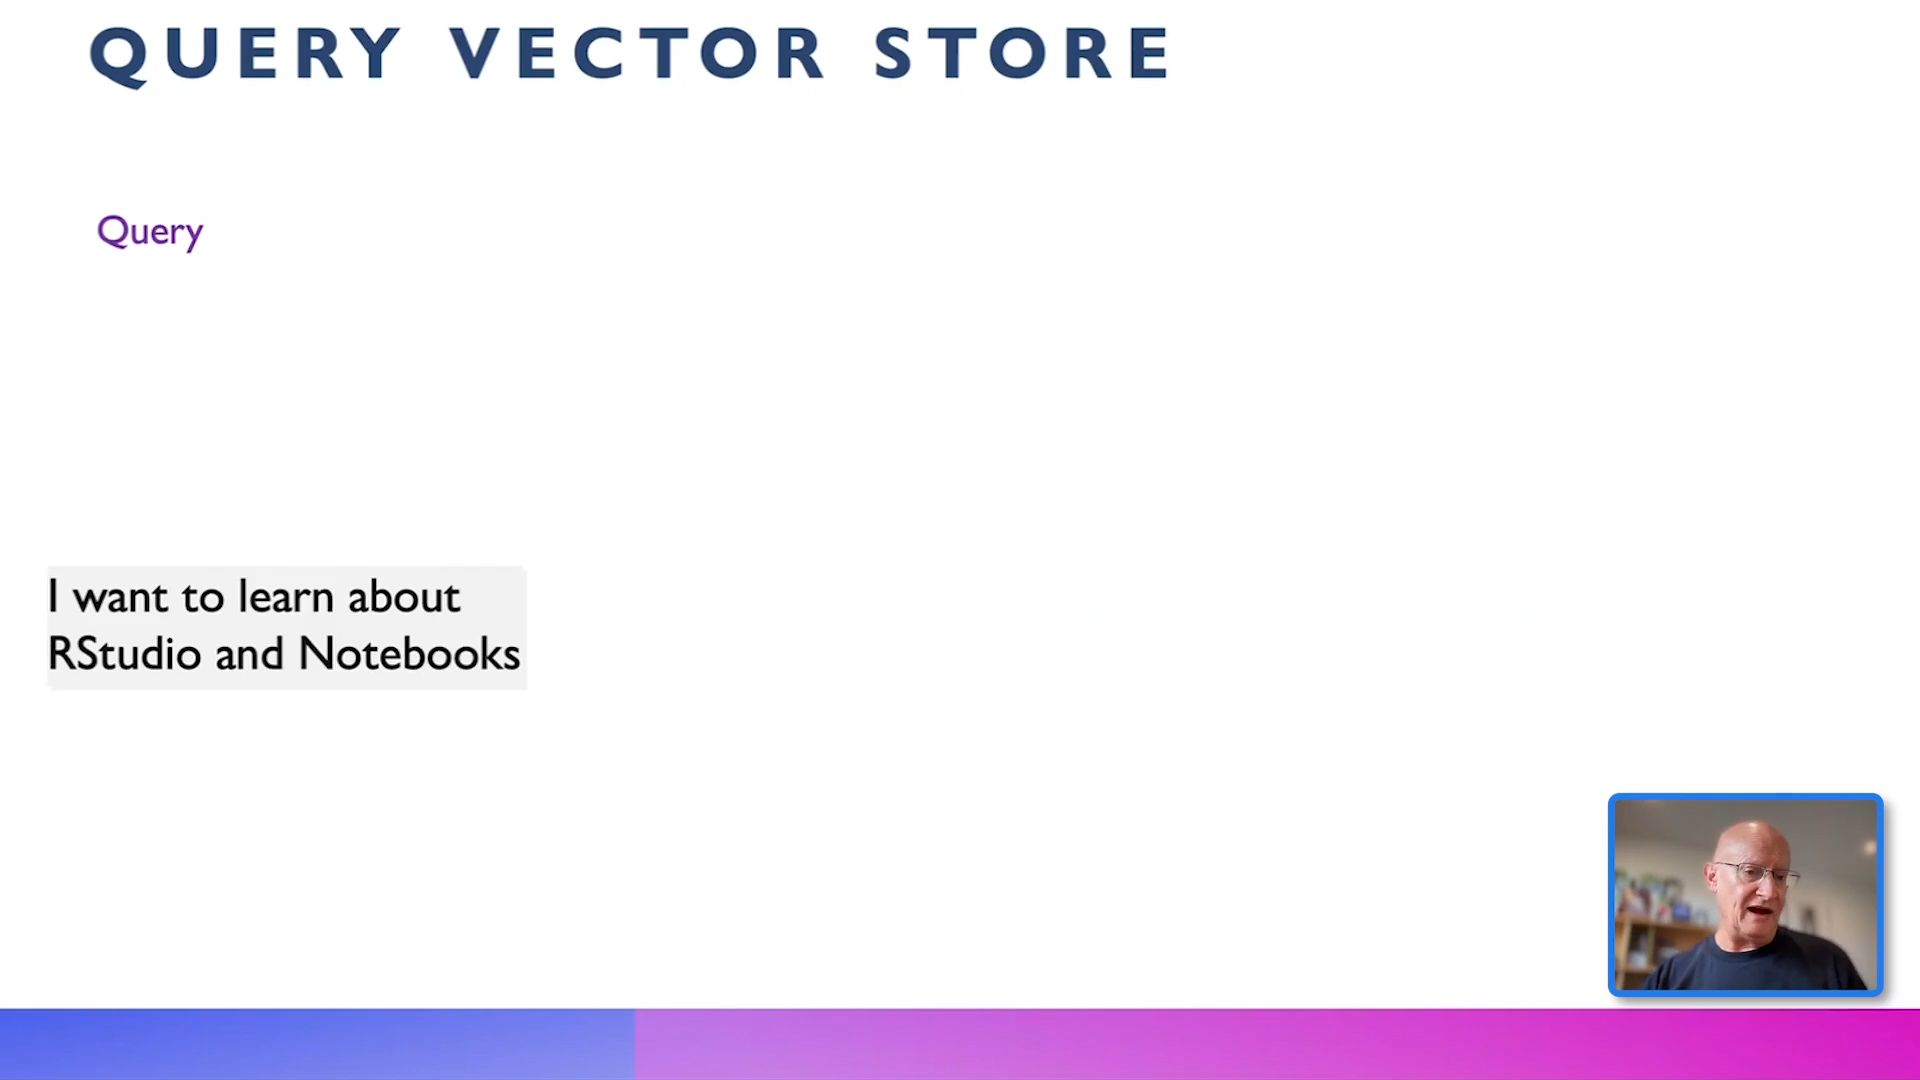 QUERY VECTOR STORE
Query
I want to learn about
RStudio and Notebooks